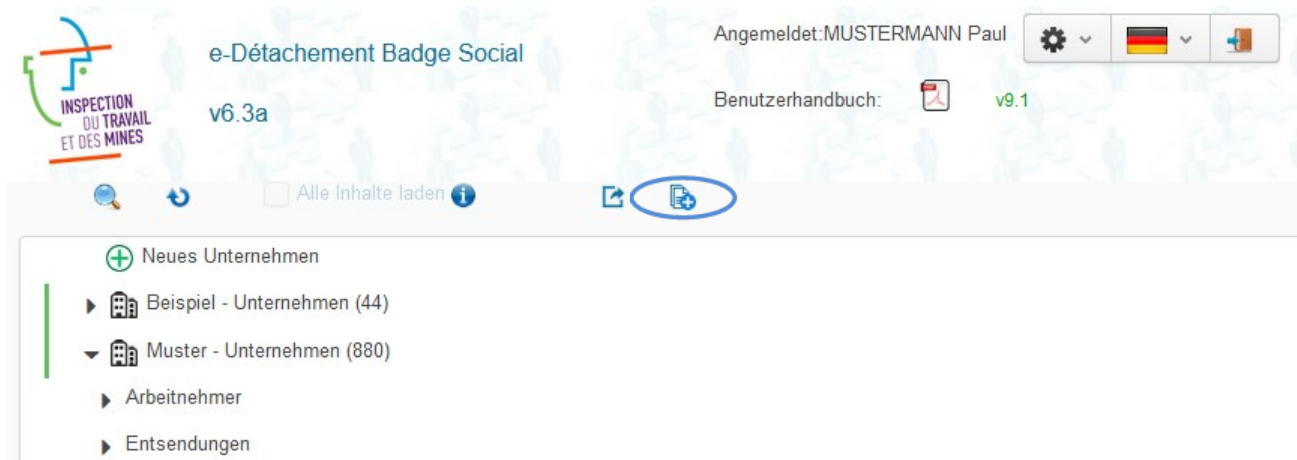 INSPECTION
DU TRAVAIL
ET DES MINES
e-Détachement Badge Social
v6.3a
Angemeldet:MUSTERMANN Paul
Benutzerhandbuch:
v9.1
Alle Inhalte laden
Neues Unternehmen
Beispiel - Unternehmen (44)
Muster - Unternehmen (880)
Arbeitnehmer
Entsendungen